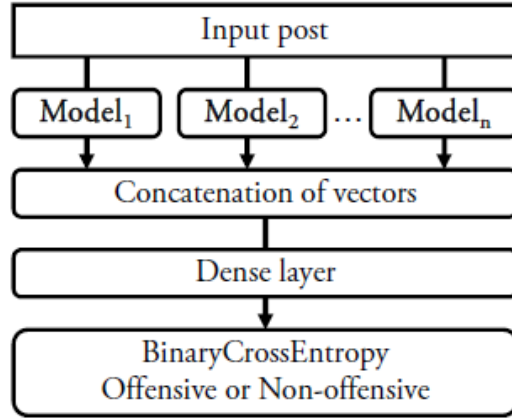 Input post
Model₁ Model₂ ... Modelₙ
Concatenation of vectors
Dense layer
BinaryCrossEntropy
Offensive or Non-offensive